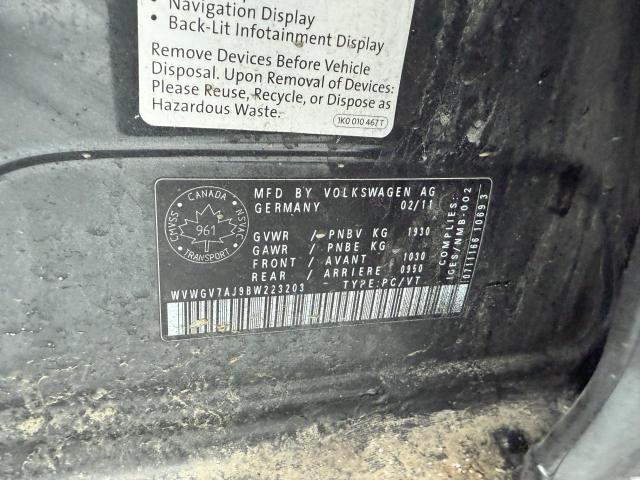 • Navigation Display
• Back-Lit Infotainment Display
Remove Devices Before Vehicle
Disposal. Upon Removal of Devices:
Please Reuse, Recycle, or Dispose as
Hazardous Waste.
1K0 010 467 T
CANADA
CMVSS
NSVAC
961
TRANSPORT
MFD BY VOLKSWAGEN AG
GERMANY 02/11
GVWR / PNBV KG 1930
GAWR / PNBE KG
FRONT / AVANT 1030
REAR / ARRIERE 0950
WVWGV7AJ9BW223203 - TYPE:PC/VT
COMPLIES:
ICES/NMB-002
0711166 10693